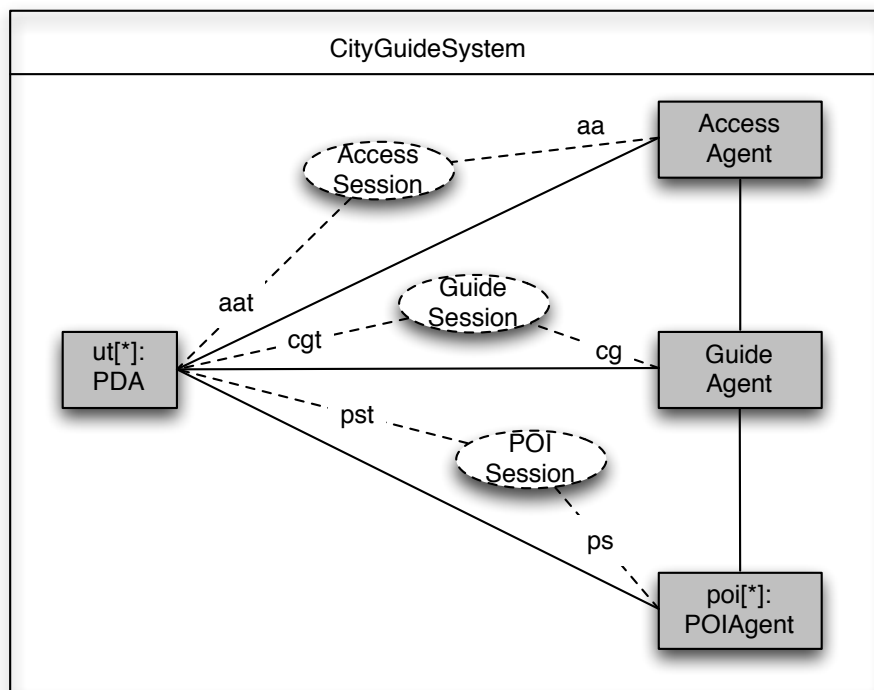 CityGuideSystem
aa
Access
Agent
Access
Session
aat
Guide
Session
cgt
cg
ut[*]:
PDA
Guide
Agent
pst
POI
Session
ps
poi[*]:
POIAgent